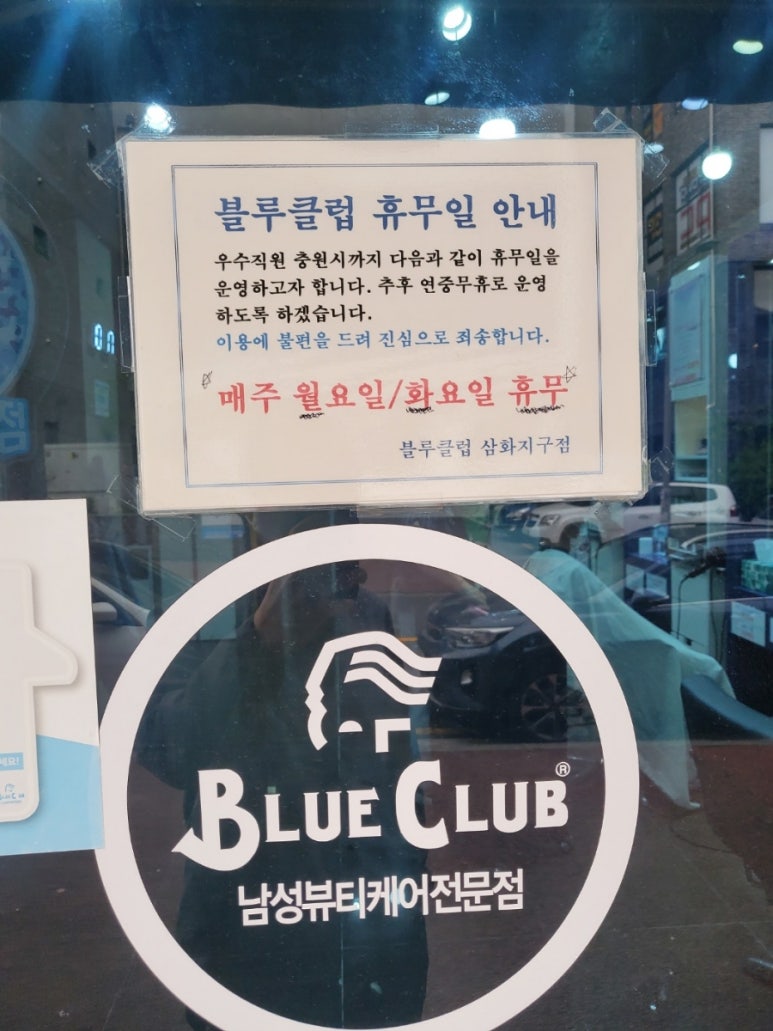 블루클럽 휴무일 안내
우수직원 충원시까지 다음과 같이 휴무일을
운영하고자 합니다. 추후 연중무휴로 운영
하도록 하겠습니다.
이용에 불편을 드려 진심으로 죄송합니다.
매주 월요일/화요일 휴무
블루클럽 삼화지구점
BLUE CLUB®
남성뷰티케어전문점